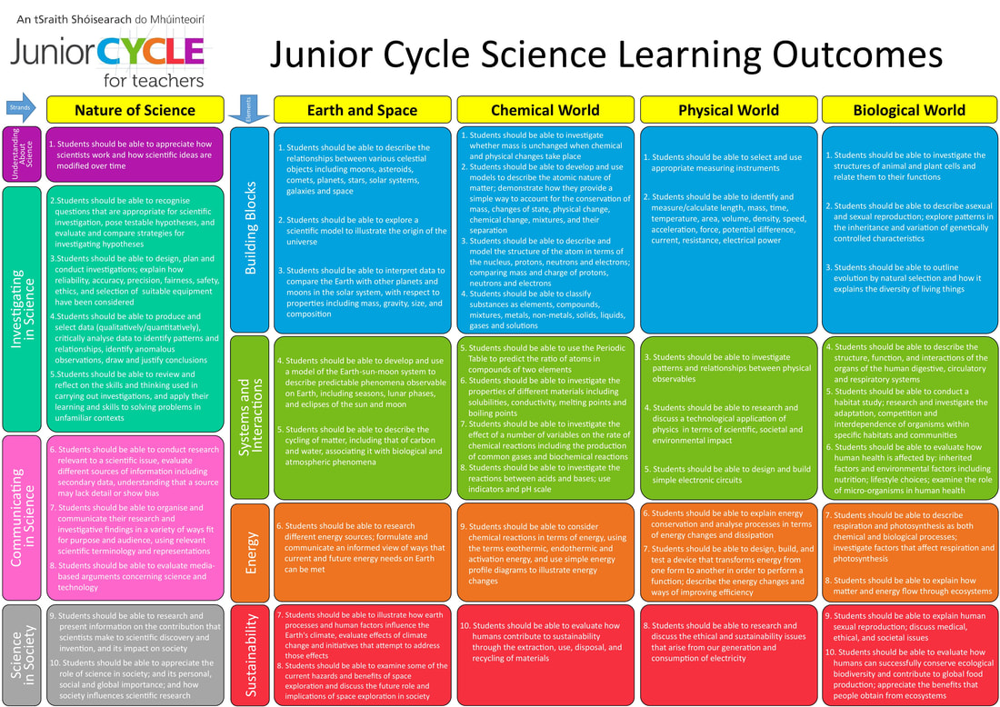 An tSraith Shóisearach do Mhúinteoirí
JuniorCYCLE
for teachers
Junior Cycle Science Learning Outcomes
Strands
Nature of Science
Elements
Earth and Space
Chemical World
Physical World
Biological World
Understanding
About
Science
1. Students should be able to appreciate how
scientists work and how scientific ideas are
modified over time
Investigating
in Science
2.Students should be able to recognise
questions that are appropriate for scientific
investigation, pose testable hypotheses, and
evaluate and compare strategies for
investigating hypotheses
3.Students should be able to design, plan and
conduct investigations; explain how
reliability, accuracy, precision, fairness, safety,
ethics, and selection of suitable equipment
have been considered
4.Students should be able to produce and
select data (qualitatively/quantitatively),
critically analyse data to identify patterns and
relationships, identify anomalous
observations, draw and justify conclusions
5.Students should be able to review and
reflect on the skills and thinking used in
carrying out investigations, and apply their
learning and skills to solving problems in
unfamiliar contexts
Communicating
in Science
6. Students should be able to conduct research
relevant to a scientific issue, evaluate
different sources of information including
secondary data, understanding that a source
may lack detail or show bias
7. Students should be able to organise and
communicate their research and
investigative findings in a variety of ways fit
for purpose and audience, using relevant
scientific terminology and representations
8. Students should be able to evaluate media-
based arguments concerning science and
technology
Science
in Society
9. Students should be able to research and
present information on the contribution that
scientists make to scientific discovery and
invention, and its impact on society
10. Students should be able to appreciate the
role of science in society; and its personal,
social and global importance; and how
society influences scientific research
Building Blocks
1. Students should be able to describe the
relationships between various celestial
objects including moons, asteroids,
comets, planets, stars, solar systems,
galaxies and space
2. Students should be able to explore a
scientific model to illustrate the origin of the
universe
3. Students should be able to interpret data to
compare the Earth with other planets and
moons in the solar system, with respect to
properties including mass, gravity, size, and
composition
1. Students should be able to investigate
whether mass is unchanged when chemical
and physical changes take place
2. Students should be able to develop and use
models to describe the atomic nature of
matter; demonstrate how they provide a
simple way to account for the conservation of
mass, changes of state, physical change,
chemical change, mixtures, and their
separation
3. Students should be able to describe and
model the structure of the atom in terms of
the nucleus, protons, neutrons and electrons;
comparing mass and charge of protons,
neutrons and electrons
4. Students should be able to classify
substances as elements, compounds,
mixtures, metals, non-metals, solids, liquids,
gases and solutions
1. Students should be able to select and use
appropriate measuring instruments
2. Students should be able to identify and
measure/calculate length, mass, time,
temperature, area, volume, density, speed,
acceleration, force, potential difference,
current, resistance, electrical power
1. Students should be able to investigate the
structures of animal and plant cells and
relate them to their functions
2. Students should be able to describe asexual
and sexual reproduction; explore patterns in
the inheritance and variation of genetically
controlled characteristics
3. Students should be able to outline
evolution by natural selection and how it
explains the diversity of living things
Systems and
Interactions
4. Students should be able to develop and use
a model of the Earth-sun-moon system to
describe predictable phenomena observable
on Earth, including seasons, lunar phases,
and eclipses of the sun and moon
5. Students should be able to describe the
cycling of matter, including that of carbon
and water, associating it with biological and
atmospheric phenomena
5. Students should be able to use the Periodic
Table to predict the ratio of atoms in
compounds of two elements
6. Students should be able to investigate the
properties of different materials including
solubilities, conductivity, melting points and
boiling points
7. Students should be able to investigate the
effect of a number of variables on the rate of
chemical reactions including the production
of common gases and biochemical reactions
8. Students should be able to investigate the
reactions between acids and bases; use
indicators and pH scale
3. Students should be able to investigate
patterns and relationships between physical
observables
4. Students should be able to research and
discuss a technological application of
physics in terms of scientific, societal and
environmental impact
5. Students should be able to design and build
simple electronic circuits
4. Students should be able to describe the
structure, function, and interactions of the
organs of the human digestive, circulatory
and respiratory systems
5. Students should be able to conduct a
habitat study; research and investigate the
adaptation, competition and
interdependence of organisms within
specific habitats and communities
6. Students should be able to evaluate how
human health is affected by: inherited
factors and environmental factors including
nutrition; lifestyle choices; examine the role
of micro-organisms in human health
Energy
6. Students should be able to research
different energy sources; formulate and
communicate an informed view of ways that
current and future energy needs on Earth
can be met
9. Students should be able to consider
chemical reactions in terms of energy, using
the terms exothermic, endothermic and
activation energy, and use simple energy
profile diagrams to illustrate energy
changes
6. Students should be able to explain energy
conservation and analyse processes in terms
of energy changes and dissipation
7. Students should be able to design, build, and
test a device that transforms energy from
one form to another in order to perform a
function; describe the energy changes and
ways of improving efficiency
7. Students should be able to describe
respiration and photosynthesis as both
chemical and biological processes;
investigate factors that affect respiration and
photosynthesis
8. Students should be able to explain how
matter and energy flow through ecosystems
Sustainability
7. Students should be able to illustrate how earth
processes and human factors influence the
Earth's climate, evaluate effects of climate
change and initiatives that attempt to address
those effects
8. Students should be able to examine some of the
current hazards and benefits of space
exploration and discuss the future role and
implications of space exploration in society
10. Students should be able to evaluate how
humans contribute to sustainability
through the extraction, use, disposal, and
recycling of materials
8. Students should be able to research and
discuss the ethical and sustainability issues
that arise from our generation and
consumption of electricity
9. Students should be able to explain human
sexual reproduction; discuss medical,
ethical, and societal issues
10. Students should be able to evaluate how
humans can successfully conserve ecological
biodiversity and contribute to global food
production; appreciate the benefits that
people obtain from ecosystems